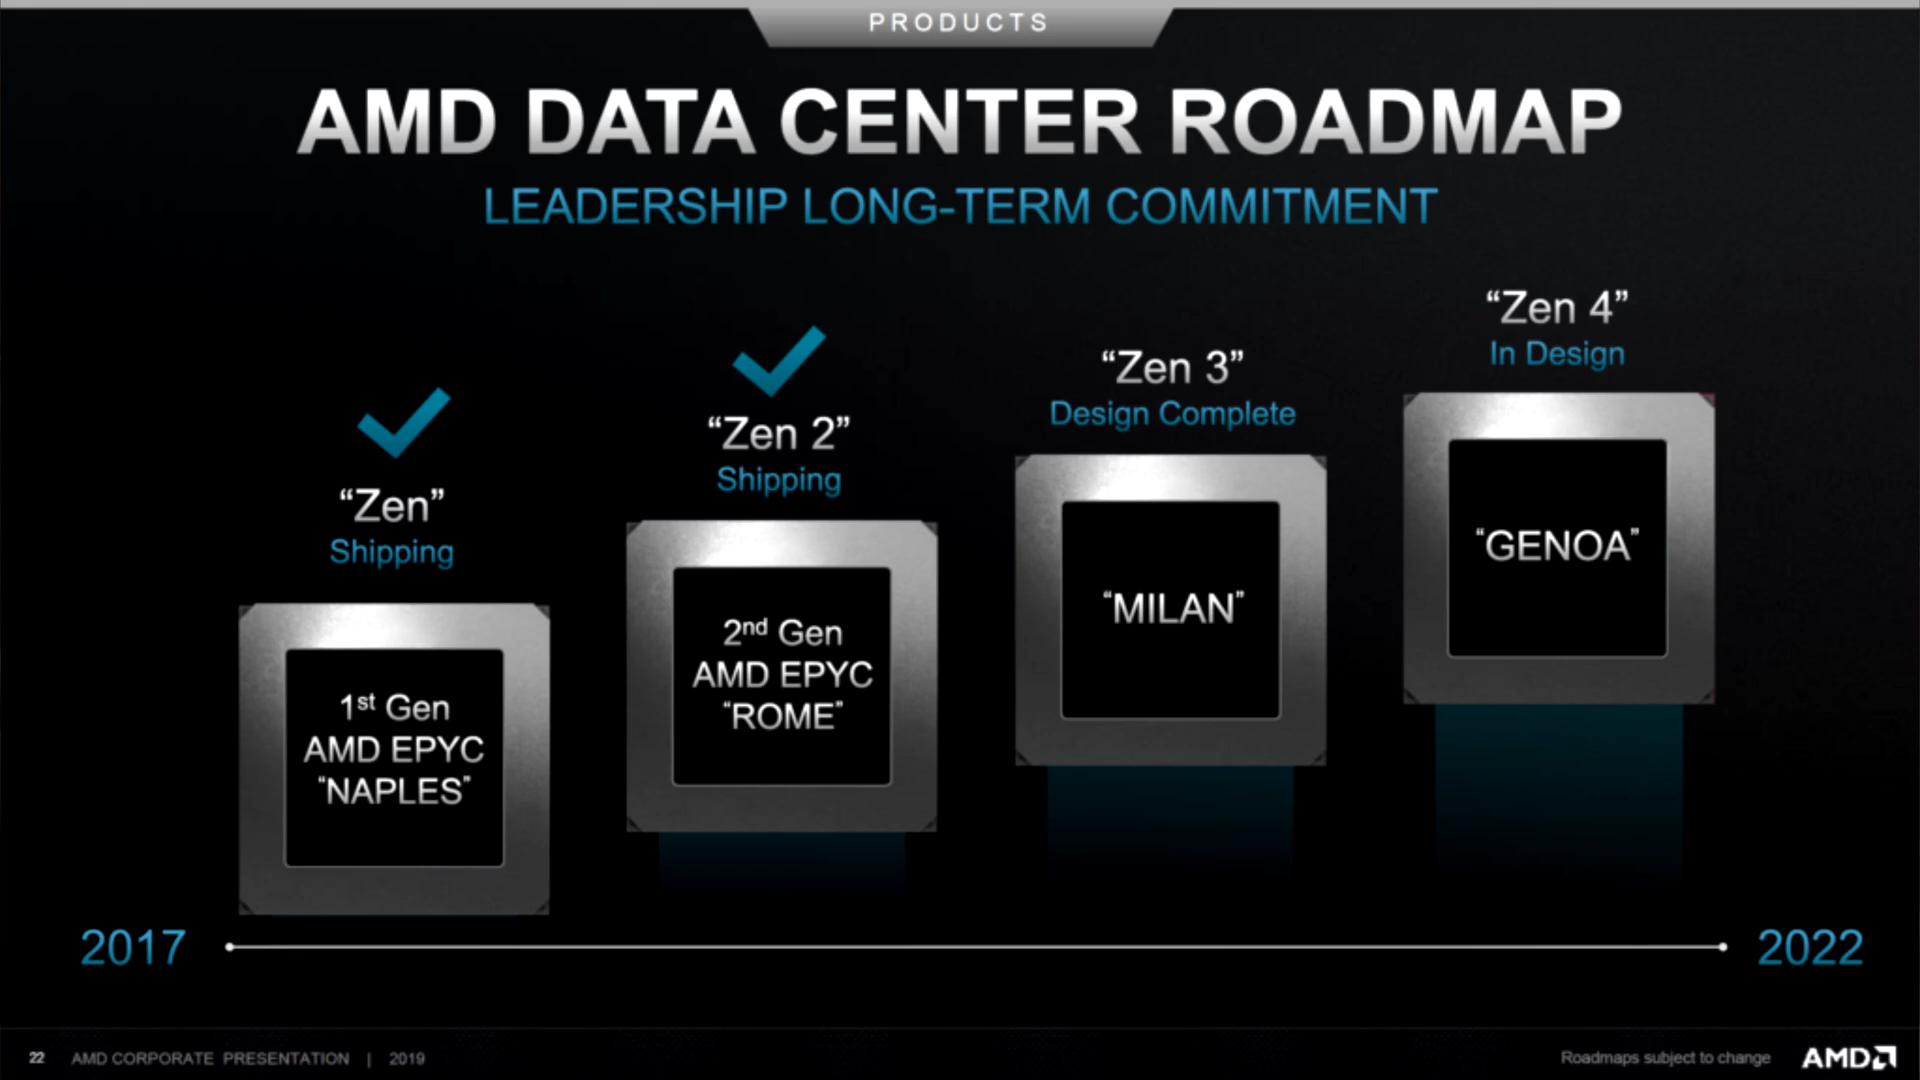 PRODUCTS
AMD DATA CENTER ROADMAP
LEADERSHIP LONG-TERM COMMITMENT
“Zen”
Shipping
1st Gen
AMD EPYC
“NAPLES”
“Zen 2”
Shipping
2nd Gen
AMD EPYC
“ROME”
“Zen 3”
Design Complete
“MILAN”
“Zen 4”
In Design
“GENOA”
2017
2022
22 AMD CORPORATE PRESENTATION | 2019
Roadmaps subject to change
AMD